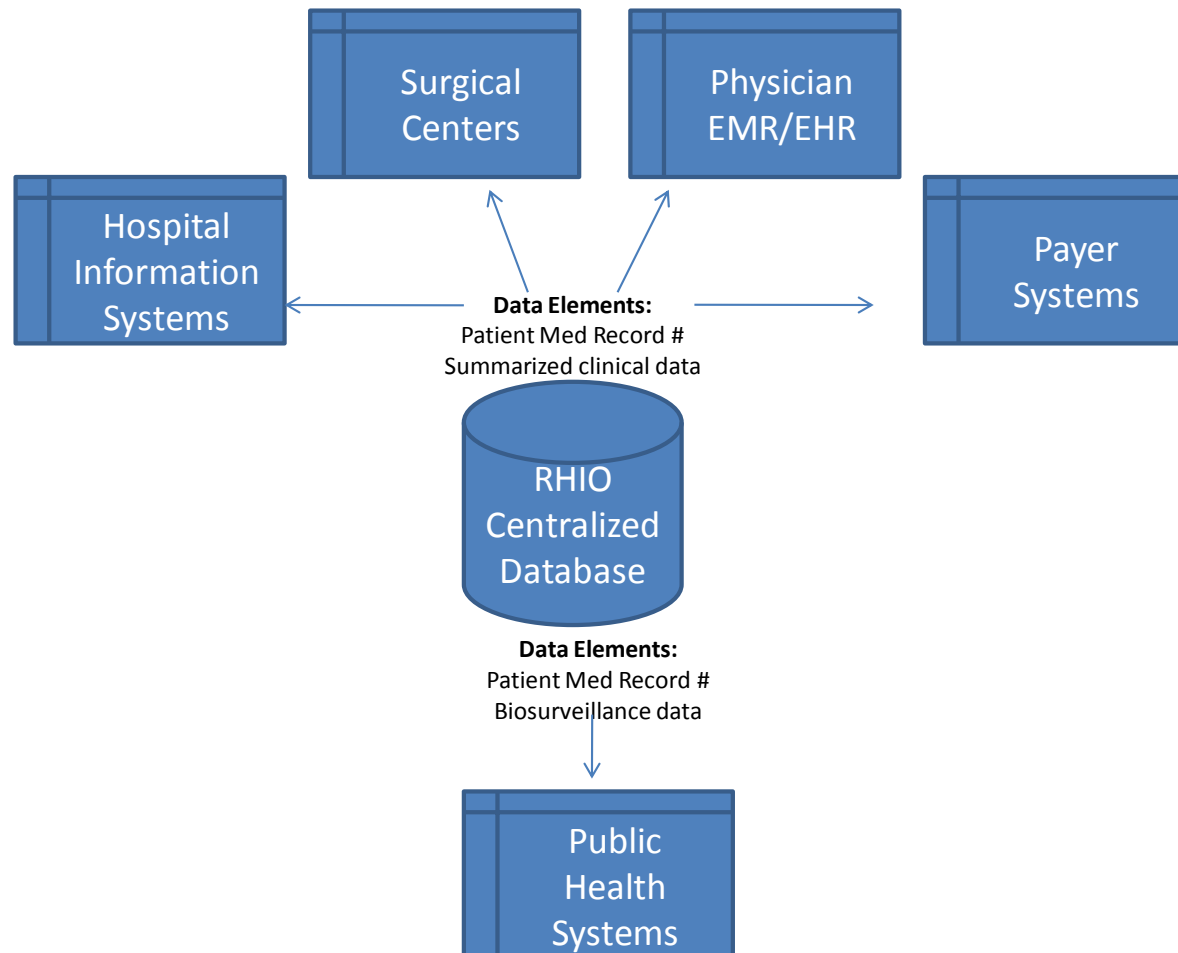 Surgical
Centers
Physician
EMR/EHR
Hospital
Information
Systems
Payer
Systems
Data Elements:
Patient Med Record #
Summarized clinical data
RHIO
Centralized
Database
Data Elements:
Patient Med Record #
Biosurveillance data
Public
Health
Systems